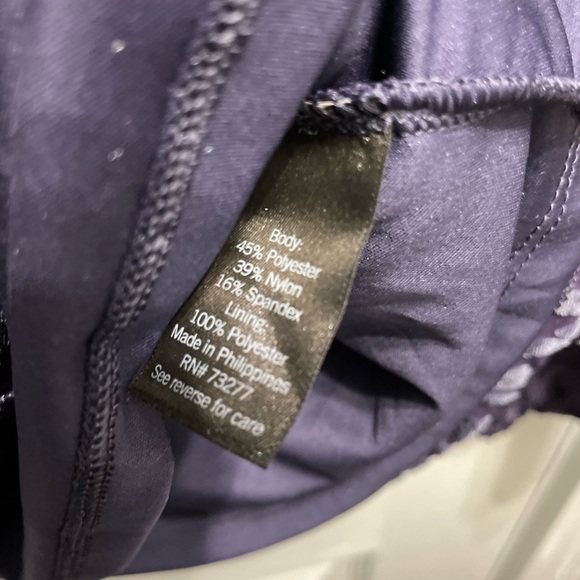 Body:
45% Polyester
39% Nylon
16% Spandex
Lining:
100% Polyester
Made in Philippines
RN# 73277
See reverse for care